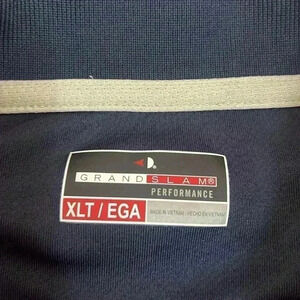 GRAND SLAM®
PERFORMANCE
XLT / EGA
MADE IN VIETNAM / HECHO EN VIETNAM